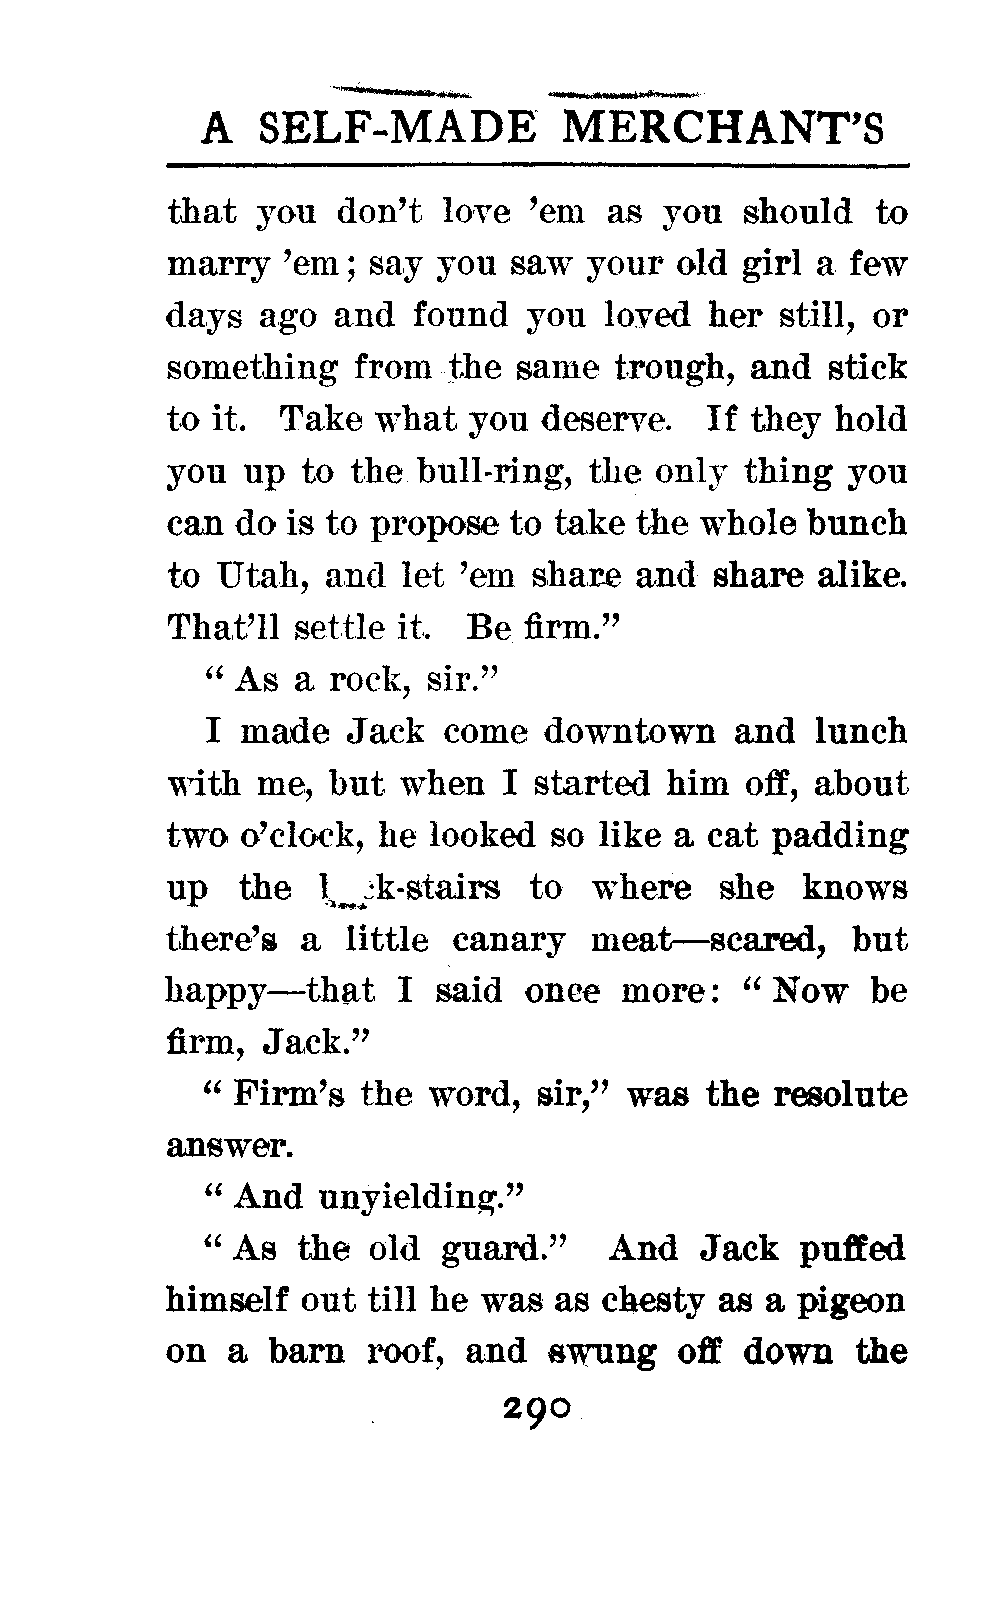 A SELF-MADE MERCHANT'S
that you don't love 'em as you should to
marry 'em; say you saw your old girl a few
days ago and found you loved her still, or
something from the same trough, and stick
to it. Take what you deserve. If they hold
you up to the bull-ring, the only thing you
can do is to propose to take the whole bunch
to Utah, and let 'em share and share alike.
That'll settle it. Be firm."
"As a rock, sir."
I made Jack come downtown and lunch
with me, but when I started him off, about
two o'clock, he looked so like a cat padding
up the to where she knows
there's a little canary meat—scared, but
happy—that I said once more: "Now be
firm, Jack."
"Firm's the word, sir," was the resolute
answer.
"And unyielding."
"As the old guard." And Jack puffed
himself out till he was as chesty as a pigeon
on a barn roof, and swung off down the
290